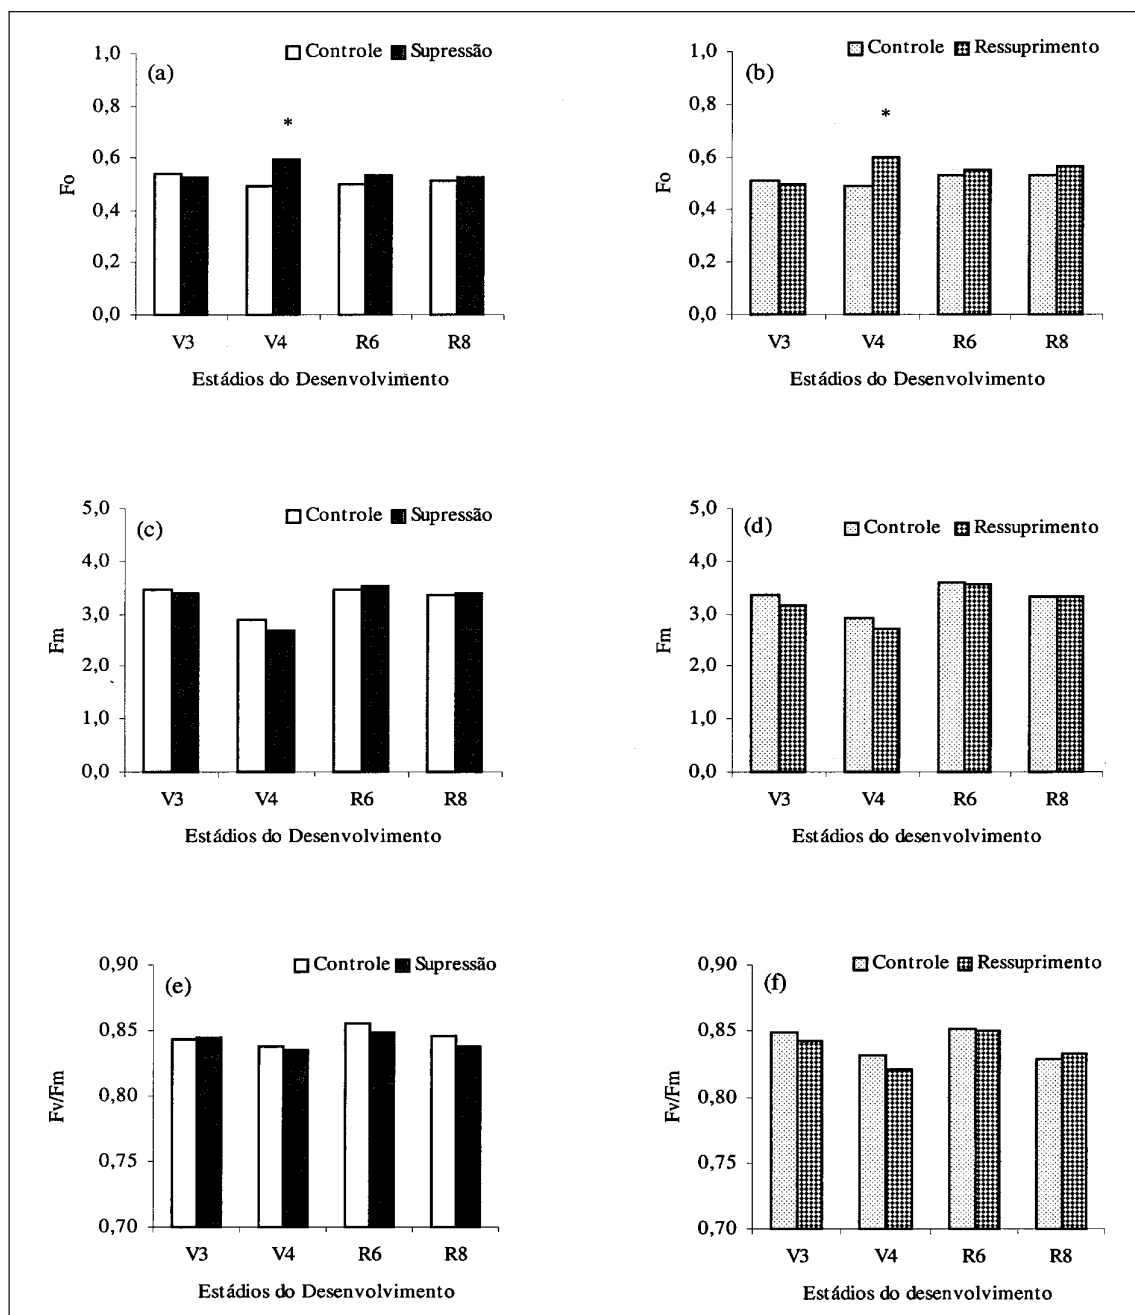 Controle Supressão
(a)
1,0
0,8
*
0,6
0,4
0,2
0,0
Fo
V3 V4 R6 R8
Estádios do Desenvolvimento
Controle Ressuprimento
(b)
1,0
0,8
*
0,6
0,4
0,2
0,0
Fo
V3 V4 R6 R8
Estádios do Desenvolvimento
Controle Supressão
(c)
5,0
4,0
3,0
2,0
1,0
0,0
Fm
V3 V4 R6 R8
Estádios do Desenvolvimento
Controle Ressuprimento
(d)
5,0
4,0
3,0
2,0
1,0
0,0
Fm
V3 V4 R6 R8
Estádios do desenvolvimento
Controle Supressão
(e)
0,90
0,85
0,80
0,75
0,70
Fv/Fm
V3 V4 R6 R8
Estádios do Desenvolvimento
Controle Ressuprimento
(f)
0,90
0,85
0,80
0,75
0,70
Fv/Fm
V3 V4 R6 R8
Estádios do desenvolvimento